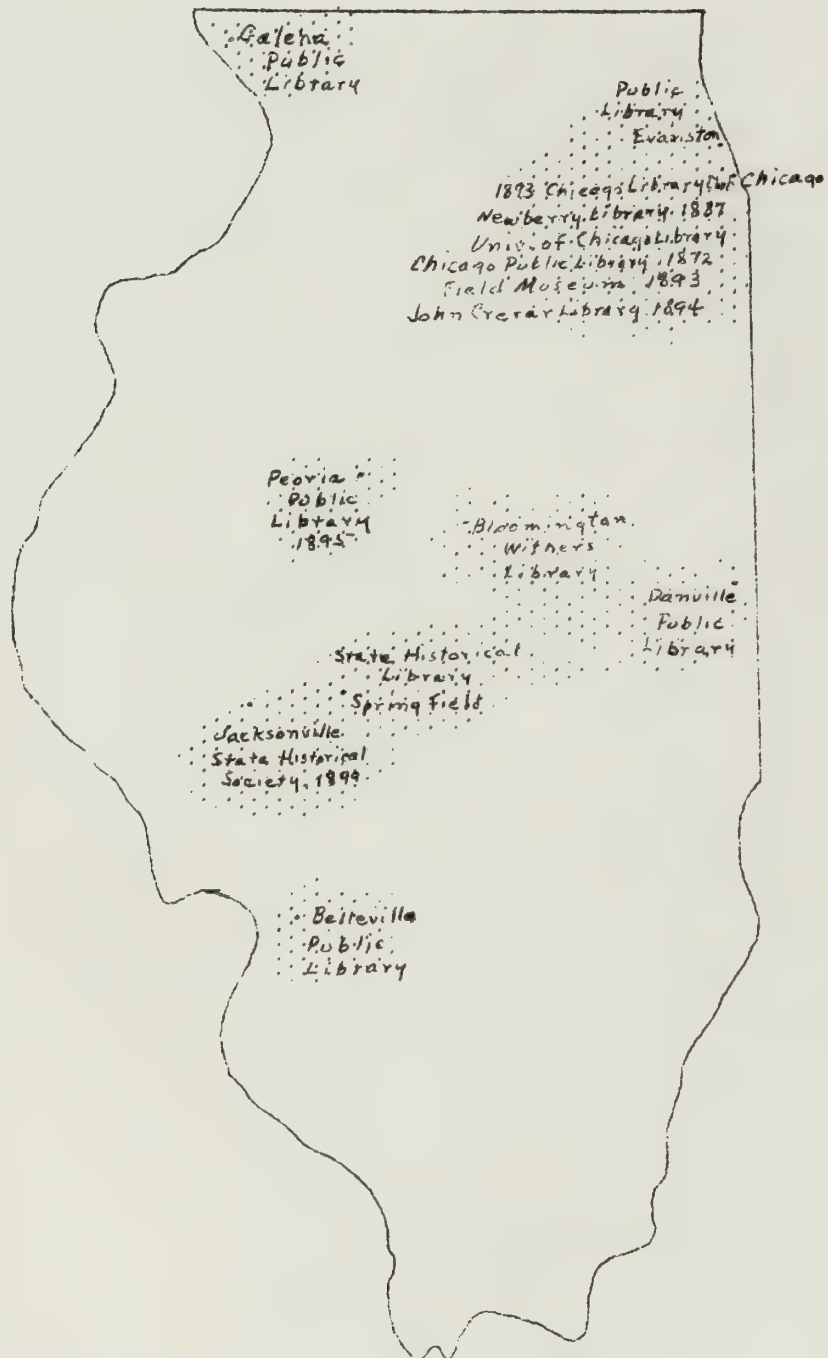 Galena
Public
Library
Public
Library
Evanston
1893 Chicago Library Chicago
Newberry Library 1887
Univ. of Chicago Library
Chicago Public Library 1872
Field Museum 1893
John Crerar Library 1894
Peoria
Public
Library
1895
Bloomington
Withers
Library
Danville
Public
Library
State Historical
Library
Spring Field
Jacksonville
State Historical
Society, 1899
Belleville
Public
Library